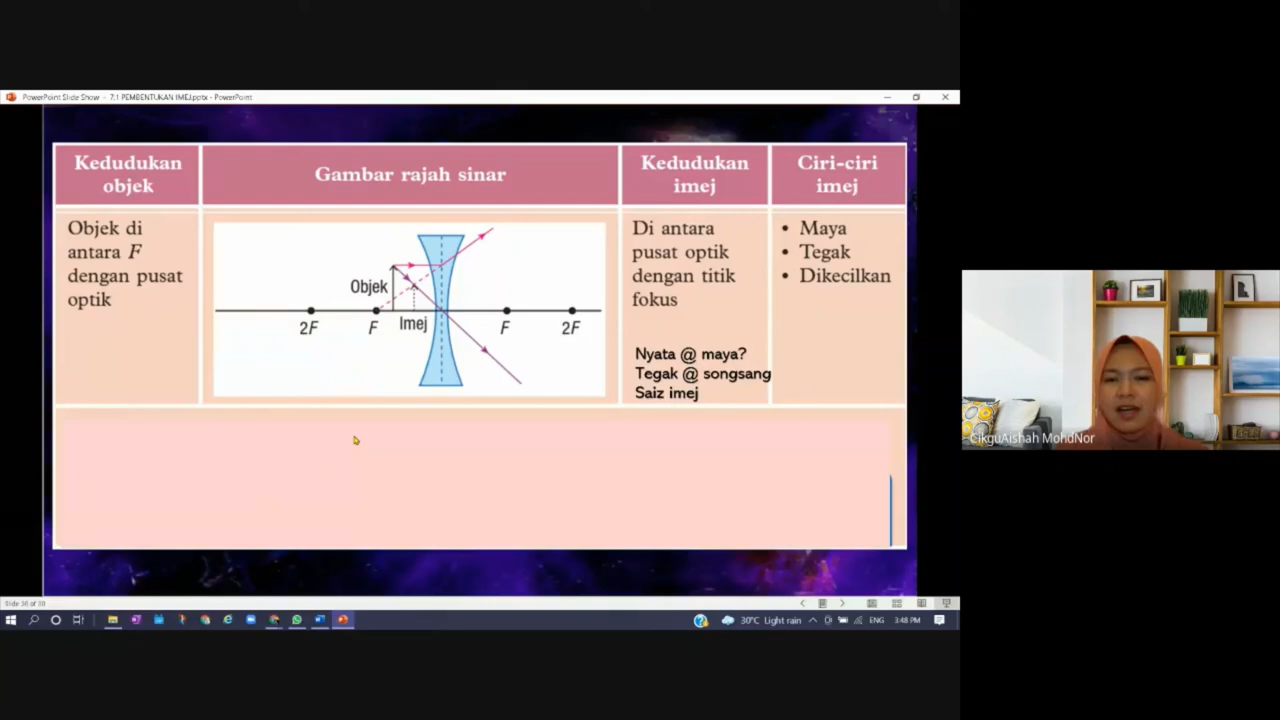 PowerPoint Slide Show - 7.1 PEMBENTUKAN IMEJ.pptx - PowerPoint
Kedudukan objek
Gambar rajah sinar
Kedudukan imej
Ciri-ciri imej
Objek di
antara F
dengan pusat
optik
Objek
2F
F
Imej
F
2F
Di antara
pusat optik
dengan titik
fokus
Nyata @ maya?
Tegak @ songsang
Saiz imej
• Maya
• Tegak
• Dikecilkan
CikguAishah MohdNor
30°C Light rain
ENG
3:48 PM